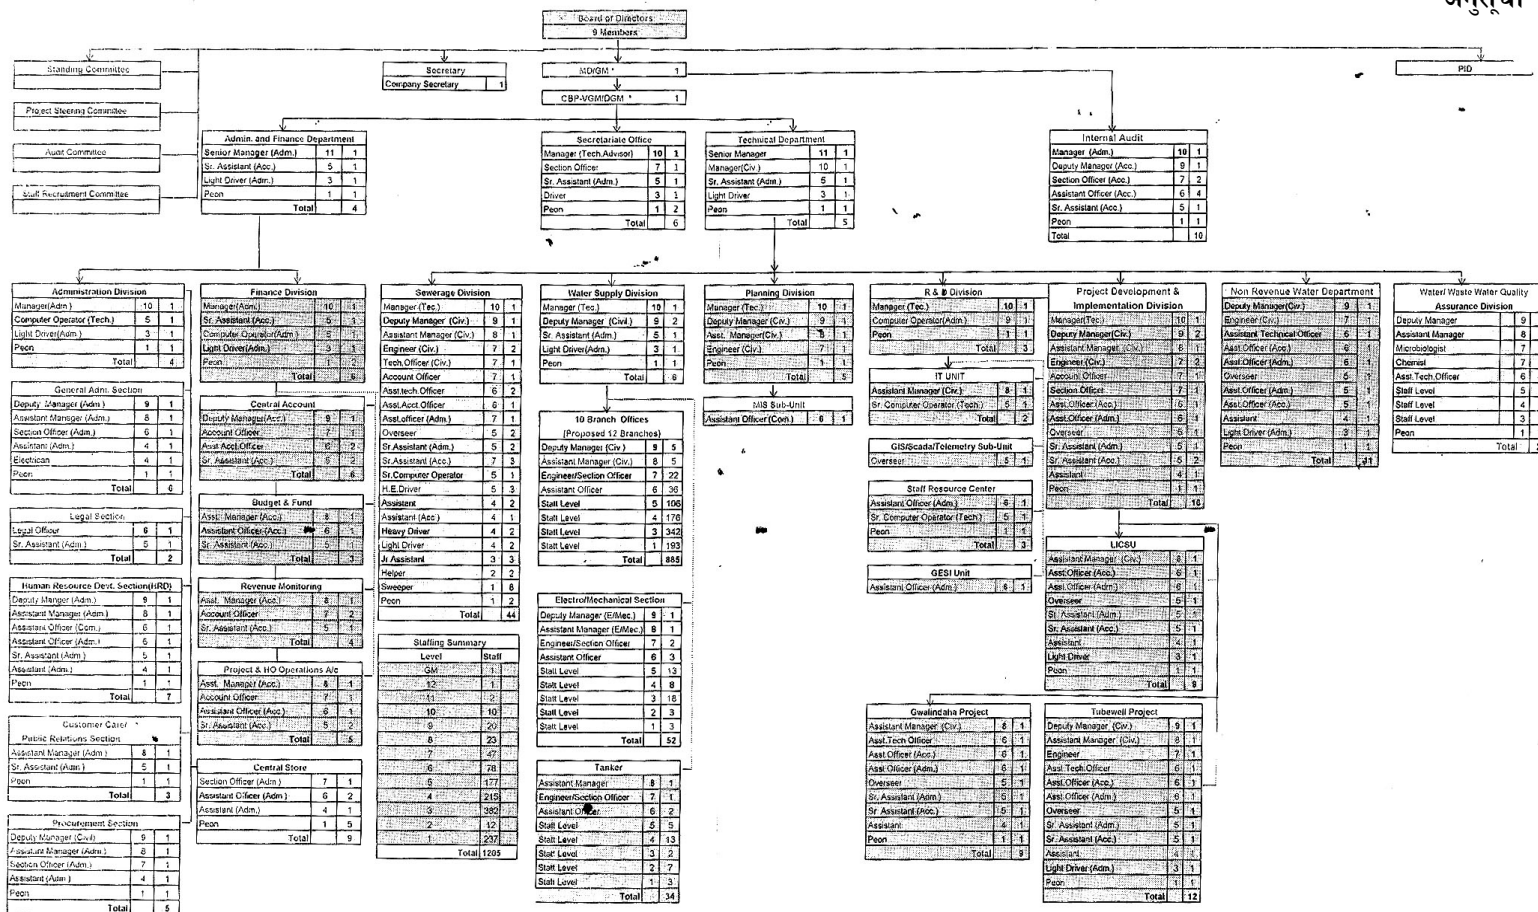 अनुसूची
Board of Directors
9 Members
Standing Committee
Project Steering Committee
Audit Committee
Staff Recruitment Committee
Secretary
Company Secretary 1
MD/GM * 1
CBP-VGM/DGM * 1
PID
Admin. and Finance Department
Senior Manager (Adm.) 11 1
Sr. Assistant (Acc.) 5 1
Light Driver (Adm.) 3 1
Peon 1 1
Total 4
Secretariate Office
Manager (Tech.Advisor) 10 1
Section Officer 7 1
Sr. Assistant (Adm.) 5 1
Driver 3 1
Peon 1 2
Total 6
Technical Department
Senior Manager 11 1
Manager(Civ.) 10 1
Sr. Assistant (Adm.) 5 1
Light Driver 3 1
Peon 1 1
Total 5
Internal Audit
Manager (Adm.) 10 1
Deputy Manager (Acc.) 9 1
Section Officer (Acc.) 7 2
Assistant Officer (Acc.) 6 4
Sr. Assistant (Acc.) 5 1
Peon 1 1
Total 10
Administration Division
Manager(Adm.) 10 1
Computer Operator (Tech.) 5 1
Light Driver(Adm.) 3 1
Peon 1 1
Total 4
General Adm. Section
Deputy Manager (Adm.) 9 1
Assistant Manager (Adm.) 8 1
Section Officer (Adm.) 6 1
Assistant (Adm.) 4 1
Electrican 4 1
Peon 1 1
Total 6
Legal Section
Legal Officer 6 1
Sr. Assistant (Adm.) 5 1
Total 2
Human Resource Devt. Section(HRD)
Deputy Manger (Adm.) 9 1
Assistant Manager (Adm.) 8 1
Assistant Officer (Com.) 6 1
Assistant Officer (Adm.) 6 1
Sr. Assistant (Adm.) 5 1
Assistant (Adm.) 4 1
Peon 1 1
Total 7
Customer Care/
Public Relations Section
Assistant Manager (Adm.) 8 1
Sr. Assistant (Adm.) 5 1
Peon 1 1
Total 3
Procurement Section
Deputy Manager (Civil) 9 1
Assistant Manager (Adm.) 8 1
Section Officer (Adm.) 7 1
Assistant (Adm.) 4 1
Peon 1 1
Total 5
Finance Division
Manager(Adm.) 10 1
Sr. Assistant (Acc.) 5 1
Computer Operator(Adm.) 5 1
Light Driver(Adm.) 3 1
Peon
Total
Central Account
Deputy Manager(Acc.) 9 1
Account Officer 7 1
Asst.Acct.Officer 6 2
Sr. Assistant (Acc.) 5 2
Total 6
Budget & Fund
Asst. Manager (Acc.) 8 1
Assistant Officer (Acc.) 6 1
Sr. Assistant (Acc.) 5 1
Total 3
Revenue Monitoring
Asst. Manager (Acc.) 8 1
Account Officer 7 2
Sr. Assistant (Acc.) 5 1
Total 4
Project & HO Operations A/c
Asst. Manager (Acc.) 8 1
Account Officer 7 1
Assistant Officer (Acc.) 6 1
Sr. Assistant (Acc.) 5 2
Total 5
Central Store
Section Officer (Adm.) 7 1
Assistant Officer (Adm.) 6 2
Assistant (Adm.) 4 1
Peon 1 5
Total 9
Sewerage Division
Manager (Tec.) 10 1
Deputy Manager (Civ.) 9 1
Assistant Manager (Civ.) 8 1
Engineer (Civ.) 7 2
Tech.Officer (Civ.) 7 1
Account Officer 7 1
Asst.tech.Officer 6 2
Asst.Acct.Officer 6 1
Asst.officer (Adm.) 7 1
Overseer 5 2
Sr.Assistant (Adm.) 5 2
Sr.Assistant (Acc.) 7 3
Sr.Computer Operator 5 1
H.E.Driver 5 3
Assistant 4 2
Assistant (Acc) 4 1
Heavy Driver 4 2
Light Driver 4 2
Jr Assistant 3 3
Helper 2 2
Sweeper 1 8
Peon 1 2
Total 44
Staffing Summary
Level Staff
GM 1
12 1
11 2
10 10
9 20
8 23
7 47
6 78
5 177
4 215
3 382
2 12
1 237
Total 1205
Water Supply Division
Manager (Tec.) 10 1
Deputy Manager (Civil.) 9 2
Sr. Assistant (Adm.) 5 1
Light Driver(Adm.) 3 1
Peon 1 1
Total 6
10 Branch Offices
(Proposed 12 Branches)
Deputy Manager (Civ.) 9 5
Assistant Manager (Civ.) 8 5
Engineer/Section Officer 7 22
Assistant Officer 6 36
Statt Level 5 106
Statt Level 4 176
Statt Level 3 342
Statt Level 1 193
Total 885
Electro/Mechanical Section
Deputy Manager (E/Mec.) 9 1
Assistant Manager (E/Mec.) 8 1
Engineer/Section Officer 7 2
Assistant Officer 6 3
Statt Level 5 13
Statt Level 4 8
Statt Level 3 18
Statt Level 2 3
Statt Level 1 3
Total 52
Tanker
Assistant Manager 8 1
Engineer/Section Officer 7 1
Assistant Officer 6 2
Statt Level 5 5
Statt Level 4 13
Statt Level 3 2
Statt Level 2 7
Statt Level 1 3
Total 34
Planning Division
Manager (Tec.) 10 1
Deputy Manager (Civ.) 9 1
Asst. Manager(Civ.) 8 1
Engineer (Civ.) 7 1
Peon 1 1
Total 5
MIS Sub-Unit
Assistant Officer(Com.) 6 1
R & D Division
Manager (Tec.) 10 1
Computer Operator(Adm.) 9 1
Peon 1 1
Total 3
IT UNIT
Assistant Manager (Civ.) 8 1
Sr. Computer Operator (Tech.) 5 1
Total 2
GIS/Scada/Telemetry Sub-Unit
Overseer 5 1
Staff Resource Center
Assistant Officer (Adm.) 6 1
Sr. Computer Operator (Tech.) 5 1
Peon 1 1
Total 3
GESI Unit
Assistant Officer (Adm.) 6 1
Project Development &
Implementation Division
Manager(Tec.) 10 1
Deputy Manager(Civ.) 9 2
Assistant Manager (Civ.) 8 1
Engineer (Civ.) 7 2
Account Officer 7 1
Section Officer 7 1
Asst.Officer (Acc.) 6 1
Asst.Officer (Adm.) 6 1
Overseer 5 1
Sr. Assistant (Adm.) 5 1
Sr. Assistant (Acc.) 5 2
Assistant 4 1
Peon 1 1
Total 16
LICSU
Assistant Manager (Civ.) 8 1
Asst.Officer (Acc.) 6 1
Asst.Officer (Adm.) 6 1
Overseer 5 1
Sr. Assistant (Adm.) 5 1
Sr. Assistant (Acc.) 5 1
Assistant 4 1
Light Driver 3 1
Peon 1 1
Total 9
Gwalindaha Project
Assistant Manager (Civ.) 8 1
Asst.Tech Officer 6 1
Asst Officer (Acc.) 6 1
Asst Officer (Adm.) 6 1
Overseer 5 1
Sr. Assistant (Adm.) 5 1
Sr. Assistant (Acc.) 5 1
Assistant 4 1
Peon 1 1
Total 9
Tubewell Project
Deputy Manager (Civ.) 9 1
Assistant Manager (Civ.) 8 1
Engineer 7 1
Asst.Tech.Officer 6 1
Asst.Officer (Acc.) 6 1
Asst.Officer (Adm.) 6 1
Overseer 5 1
Sr. Assistant (Adm.) 5 1
Sr. Assistant (Acc.) 5 1
Assistant 4 1
Light Driver (Adm.) 3 1
Peon 1 1
Total 12
Non Revenue Water Department
Deputy Manager(Civ.) 9 1
Engineer (Civ.) 7 1
Assistant Technical Officer 6 1
Asst.Officer (Acc.) 6 1
Asst.Officer (Adm.) 6 1
Overseer 5 1
Asst.Officer (Adm.) 5 1
Asst.Officer (Acc.) 5 1
Assistant 4 1
Light Driver (Adm.) 3 1
Peon 1 1
Total 11
Water/ Waste Water Quality
Assurance Division
Deputy Manager 9
Assistant Manager 8
Microbiologist 7
Chemist 7
Asst.Tech.Officer 6
Statt Level 5
Statt Level 4
Statt Level 3
Peon 1
Total